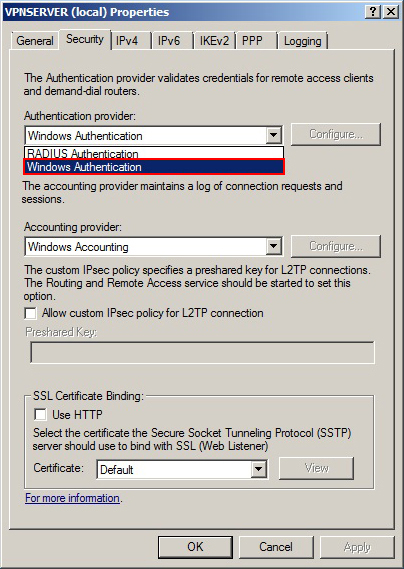 VPNSERVER (local) Properties
General Security IPv4 IPv6 IKEv2 PPP Logging
The Authentication provider validates credentials for remote access clients
and demand-dial routers.
Authentication provider:
Windows Authentication Configure...
RADIUS Authentication
Windows Authentication
The accounting provider maintains a log of connection requests and
sessions.
Accounting provider:
Windows Accounting Configure...
The custom IPsec policy specifies a preshared key for L2TP connections.
The Routing and Remote Access service should be started to set this
option.
Allow custom IPsec policy for L2TP connection
Preshared Key:
SSL Certificate Binding:
Use HTTP
Select the certificate the Secure Socket Tunneling Protocol (SSTP)
server should use to bind with SSL (Web Listener)
Certificate: Default View
For more information.
OK Cancel Apply